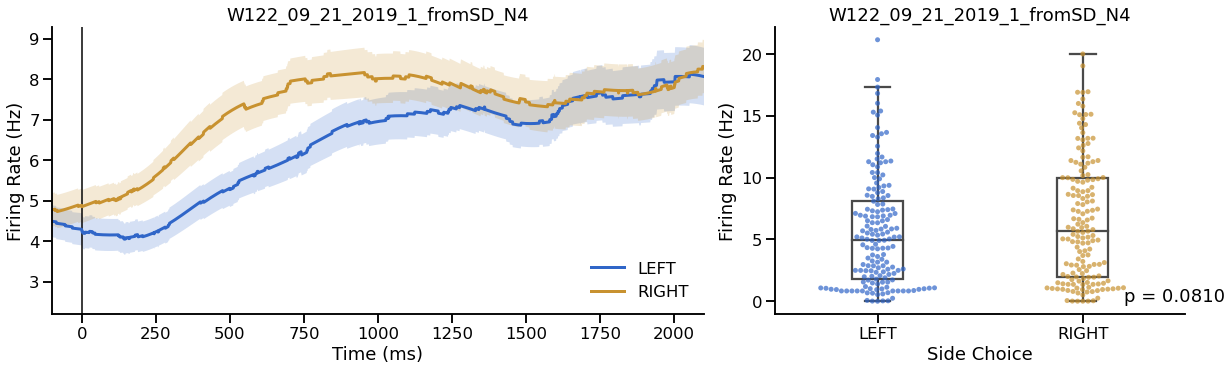 W122_09_21_2019_1_fromSD_N4
9
8
7
6
5
4
3
Firing Rate (Hz)
0
250
500
750
1000
1250
1500
1750
2000
Time (ms)
LEFT
RIGHT
W122_09_21_2019_1_fromSD_N4
20
15
10
5
0
Firing Rate (Hz)
p = 0.0810
LEFT
RIGHT
Side Choice